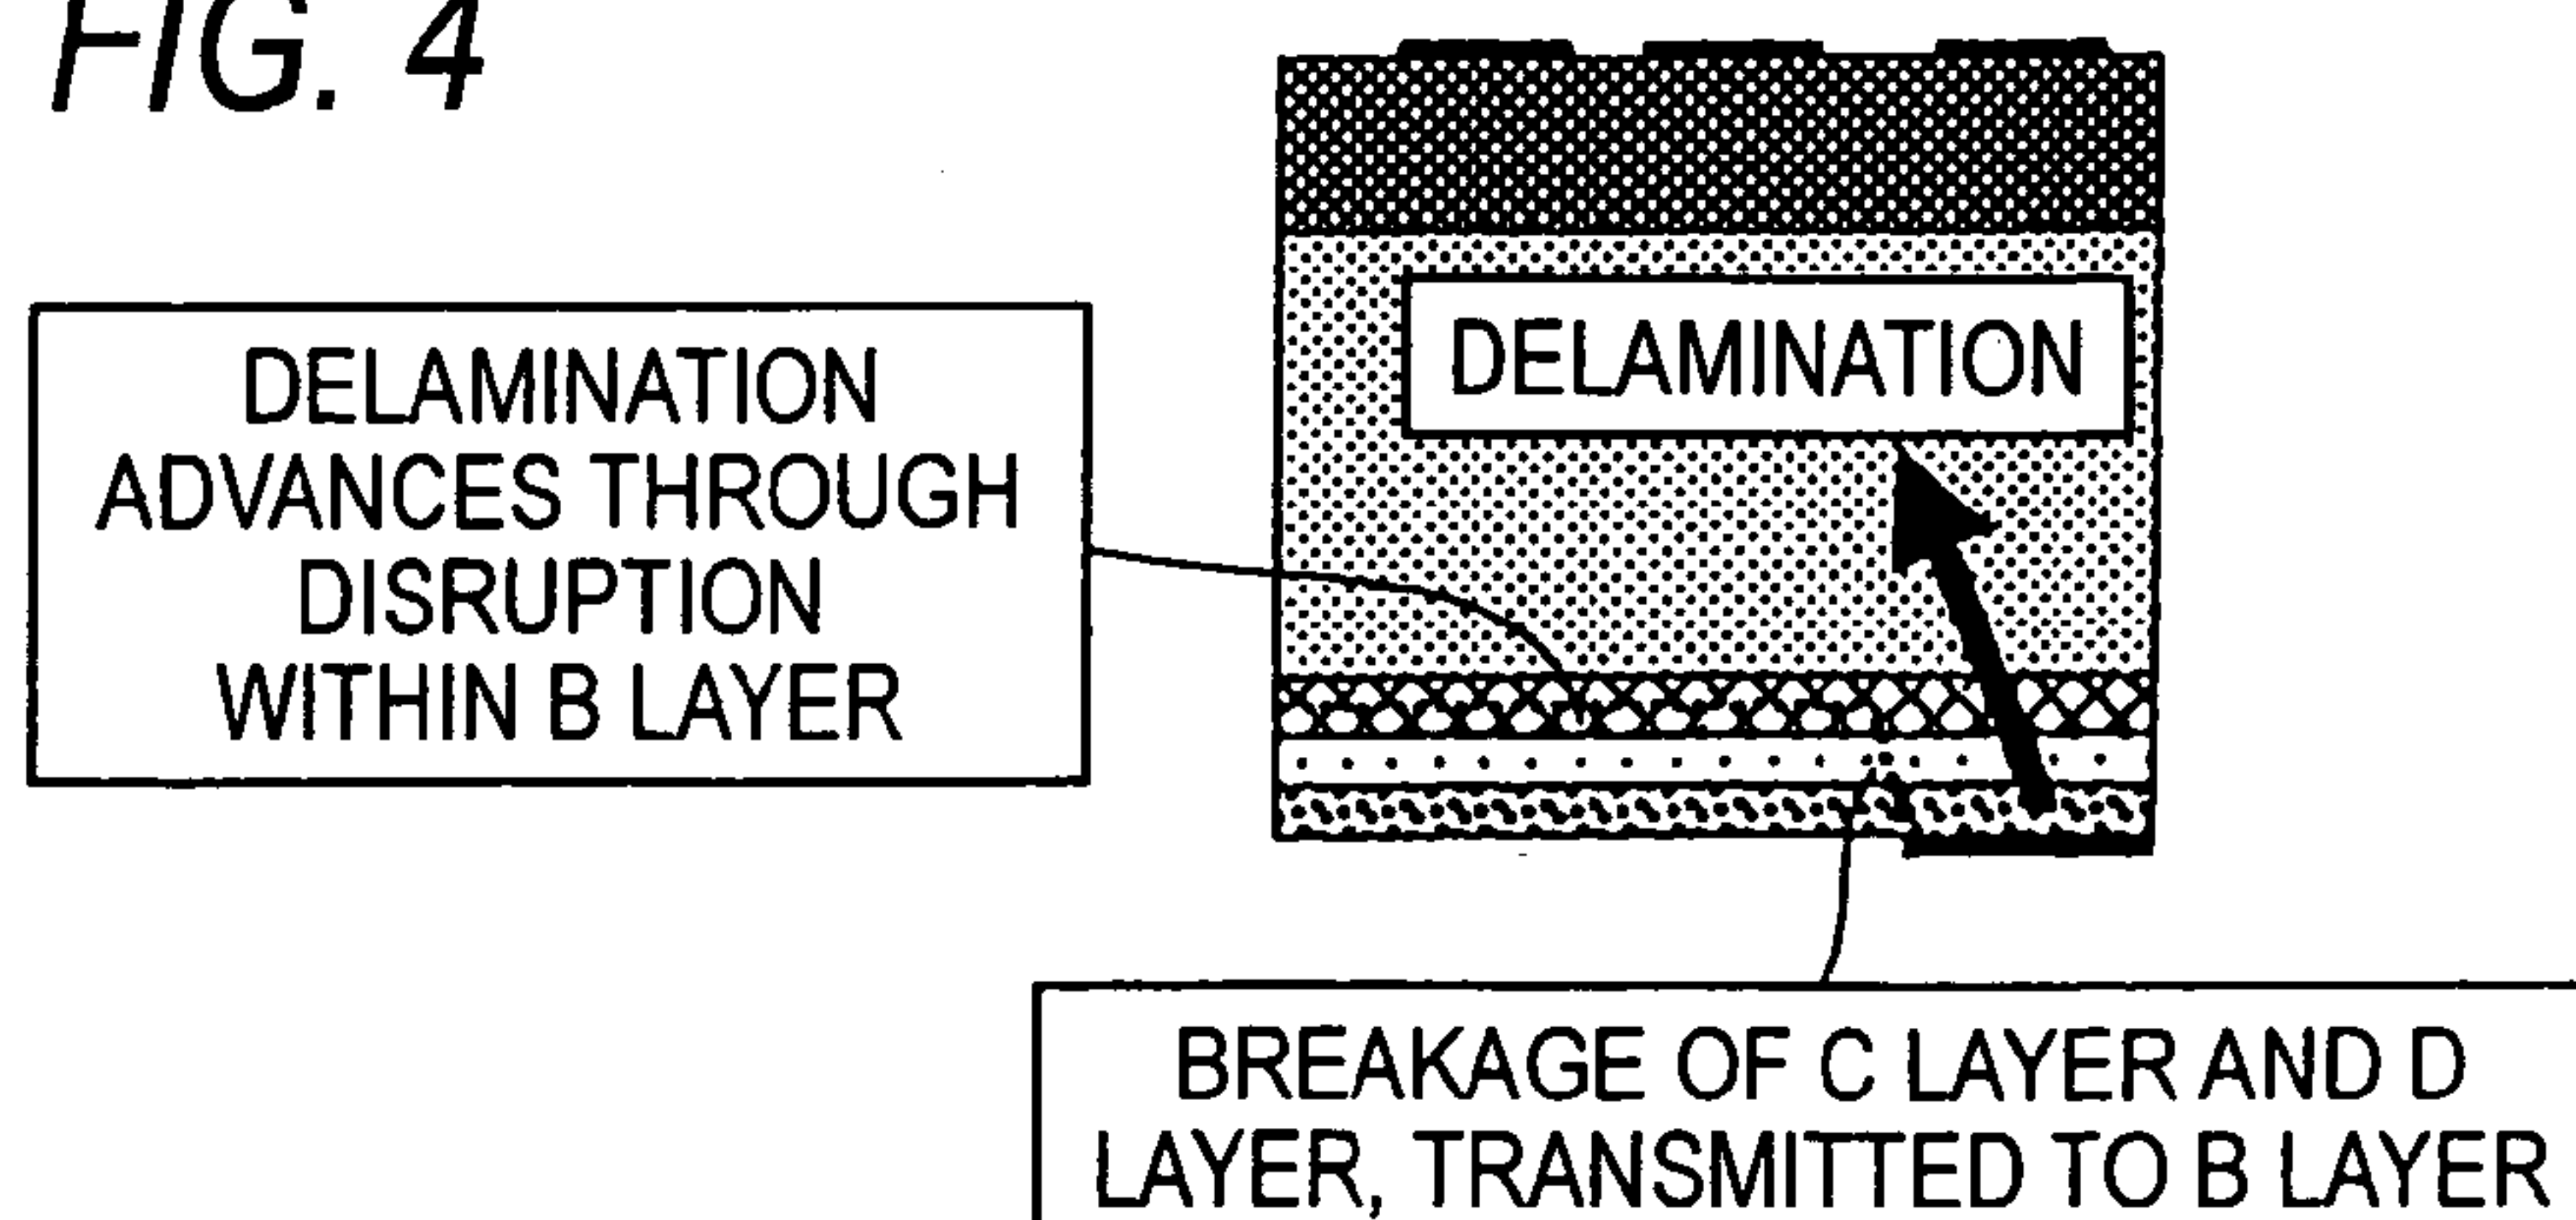 FIG. 4
DELAMINATION
ADVANCES THROUGH
DISRUPTION
WITHIN B LAYER
DELAMINATION
BREAKAGE OF C LAYER AND D
LAYER, TRANSMITTED TO B LAYER